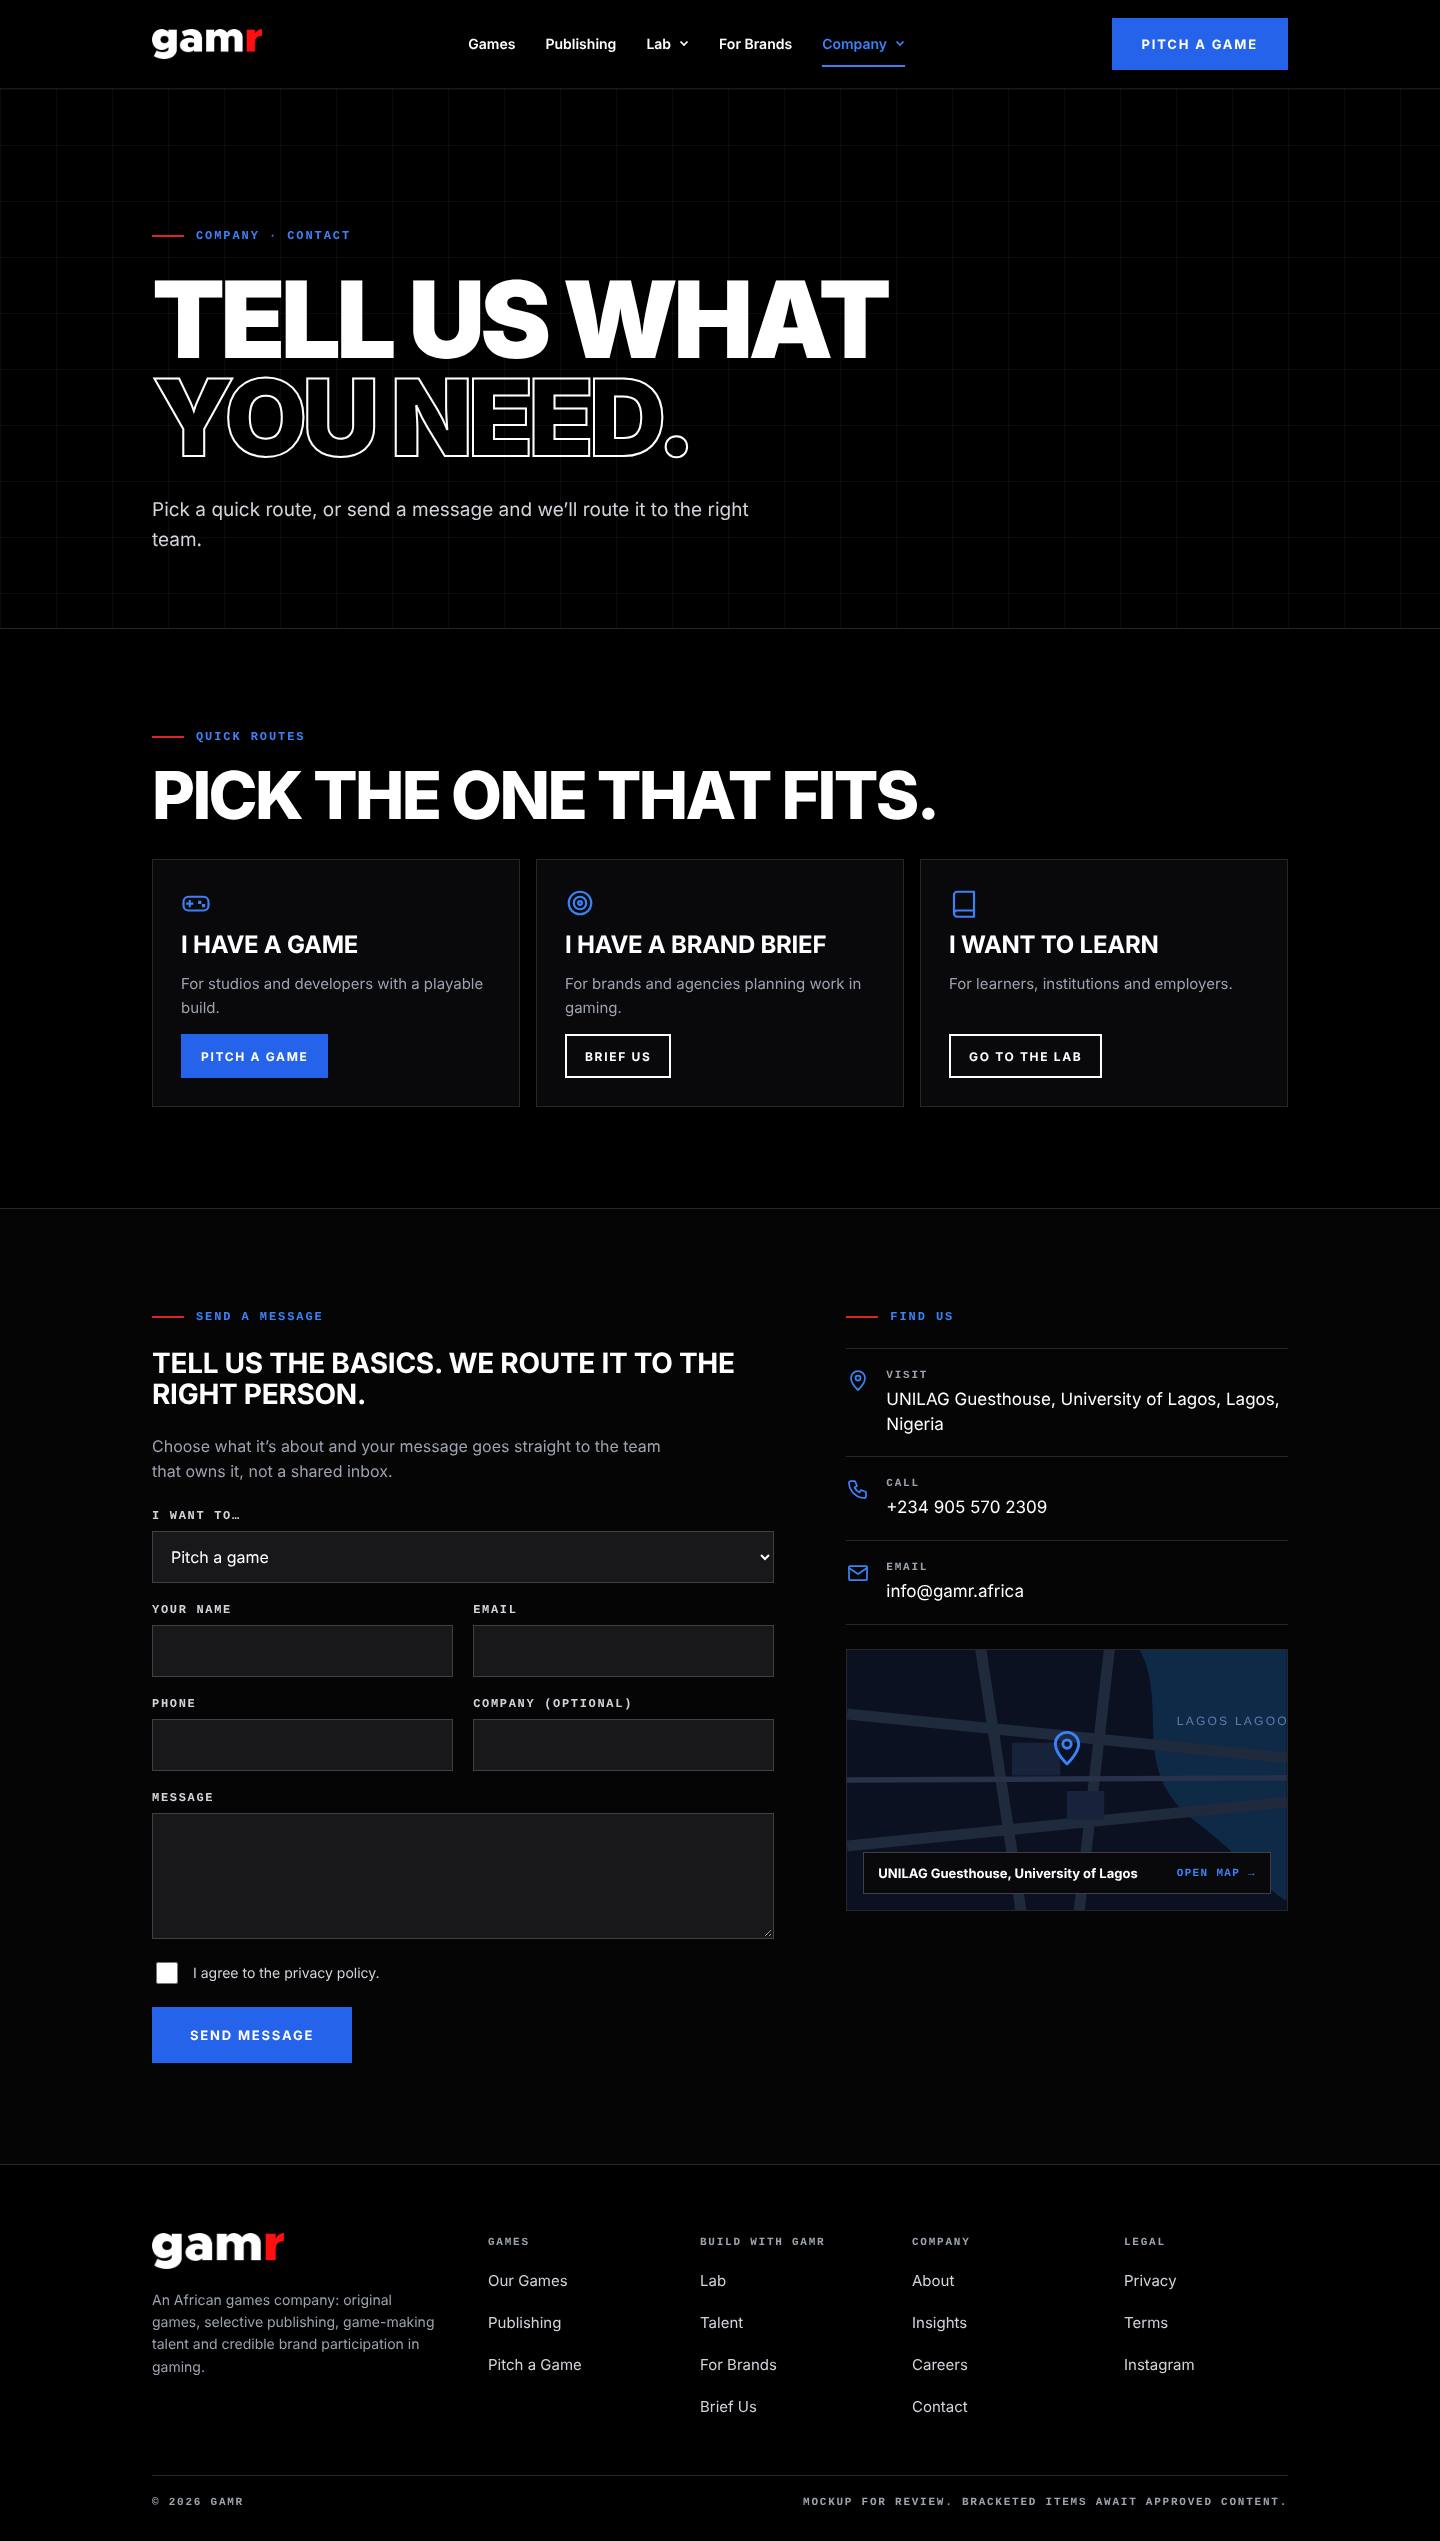 gamr
Games
Publishing
Lab
For Brands
Company
PITCH A GAME
COMPANY · CONTACT
TELL US WHAT
YOU NEED.
Pick a quick route, or send a message and we’ll route it to the right
team.
QUICK ROUTES
PICK THE ONE THAT FITS.
I HAVE A GAME
For studios and developers with a playable
build.
PITCH A GAME
I HAVE A BRAND BRIEF
For brands and agencies planning work in
gaming.
BRIEF US
I WANT TO LEARN
For learners, institutions and employers.
GO TO THE LAB
SEND A MESSAGE
TELL US THE BASICS. WE ROUTE IT TO THE
RIGHT PERSON.
Choose what it’s about and your message goes straight to the team
that owns it, not a shared inbox.
I WANT TO…
Pitch a game
YOUR NAME
EMAIL
PHONE
COMPANY (OPTIONAL)
MESSAGE
I agree to the privacy policy.
SEND MESSAGE
FIND US
VISIT
UNILAG Guesthouse, University of Lagos, Lagos,
Nigeria
CALL
+234 905 570 2309
EMAIL
info@gamr.africa
LAGOS LAGOO
UNILAG Guesthouse, University of Lagos
OPEN MAP →
gamr
An African games company: original
games, selective publishing, game-making
talent and credible brand participation in
gaming.
GAMES
Our Games
Publishing
Pitch a Game
BUILD WITH GAMR
Lab
Talent
For Brands
Brief Us
COMPANY
About
Insights
Careers
Contact
LEGAL
Privacy
Terms
Instagram
© 2026 GAMR
MOCKUP FOR REVIEW. BRACKETED ITEMS AWAIT APPROVED CONTENT.